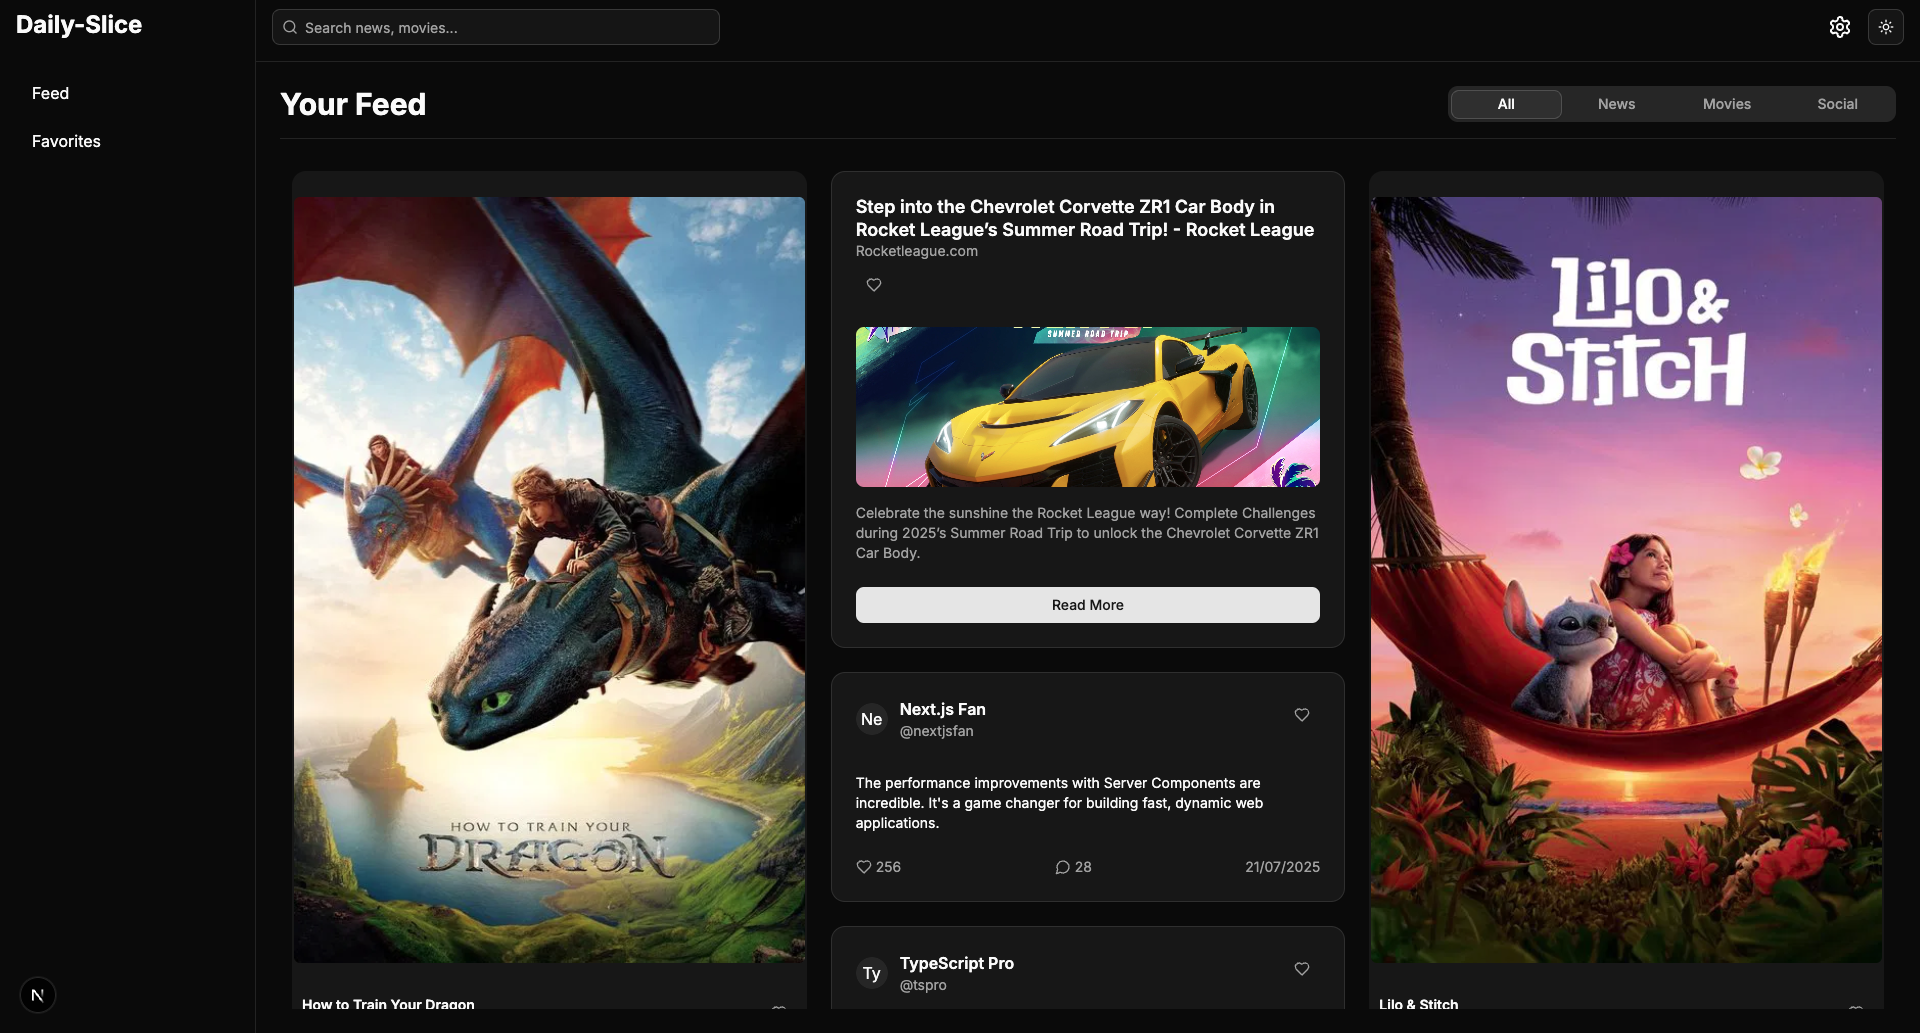 Daily-Slice
Search news, movies...
Feed
Favorites
Your Feed
All
News
Movies
Social
HOW TO TRAIN YOUR
DRAGON
How to Train Your Dragon
Step into the Chevrolet Corvette ZR1 Car Body in
Rocket League’s Summer Road Trip! - Rocket League
Rocketleague.com
SUMMER ROAD TRIP
Celebrate the sunshine the Rocket League way! Complete Challenges
during 2025’s Summer Road Trip to unlock the Chevrolet Corvette ZR1
Car Body.
Read More
Ne
Next.js Fan
@nextjsfan
The performance improvements with Server Components are
incredible. It's a game changer for building fast, dynamic web
applications.
256
28
21/07/2025
Ty
TypeScript Pro
@tspro
Lilo &
Stitch
Lilo & Stitch
N